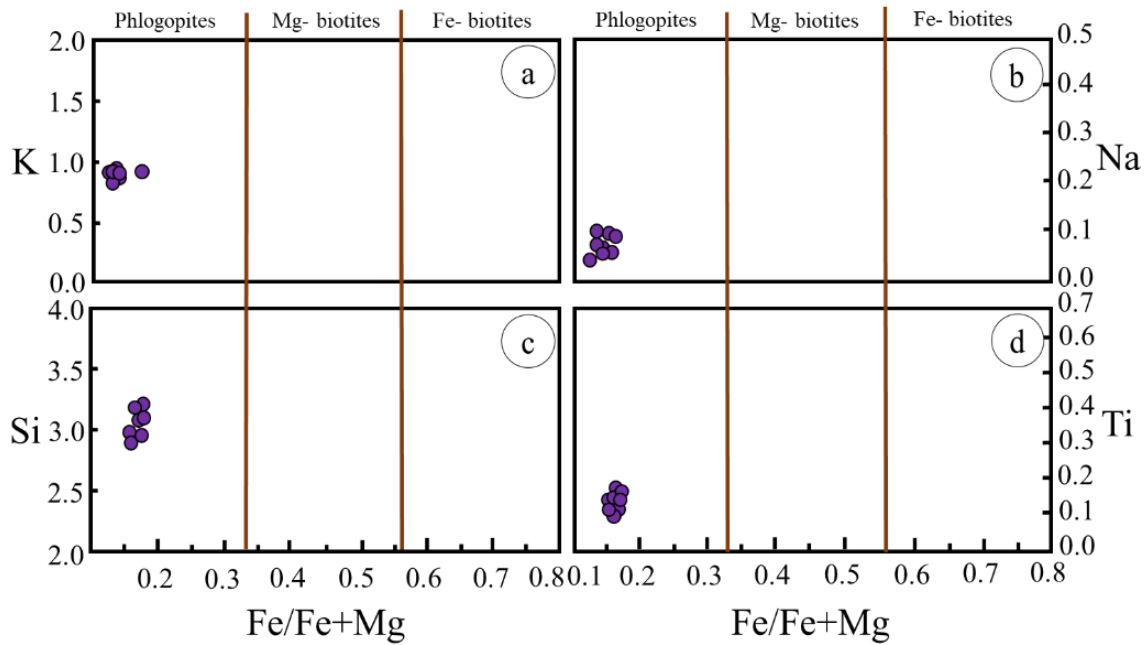 Phlogopites Mg- biotites Fe- biotites Phlogopites Mg- biotites Fe- biotites
2.0 a b 0.5
1.5 0.4
0.3
K 1.0 0.2 Na
0.5 0.1
0.0 0.0
4.0 c d 0.7
0.6
3.5 0.5
0.4
Si 3.0 0.3 Ti
2.5 0.2
0.1
2.0 0.0
0.2 0.3 0.4 0.5 0.6 0.7 0.8 0.1 0.2 0.3 0.4 0.5 0.6 0.7 0.8
Fe/Fe+Mg Fe/Fe+Mg